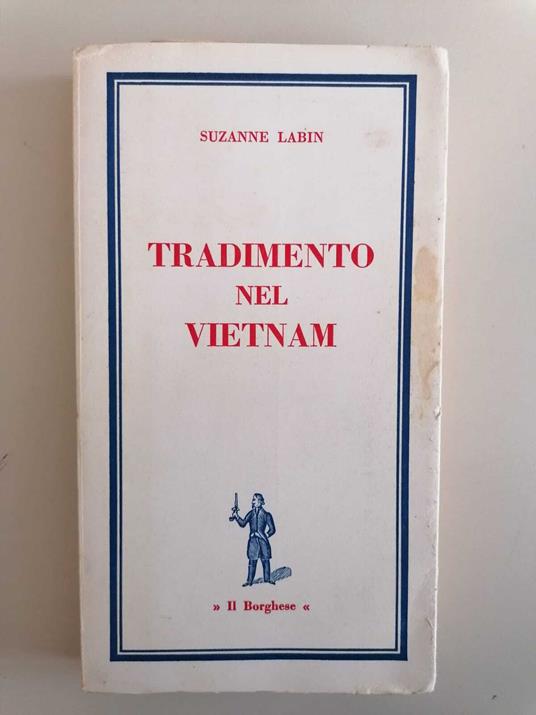 SUZANNE LABIN
TRADIMENTO
NEL
VIETNAM
» Il Borghese «